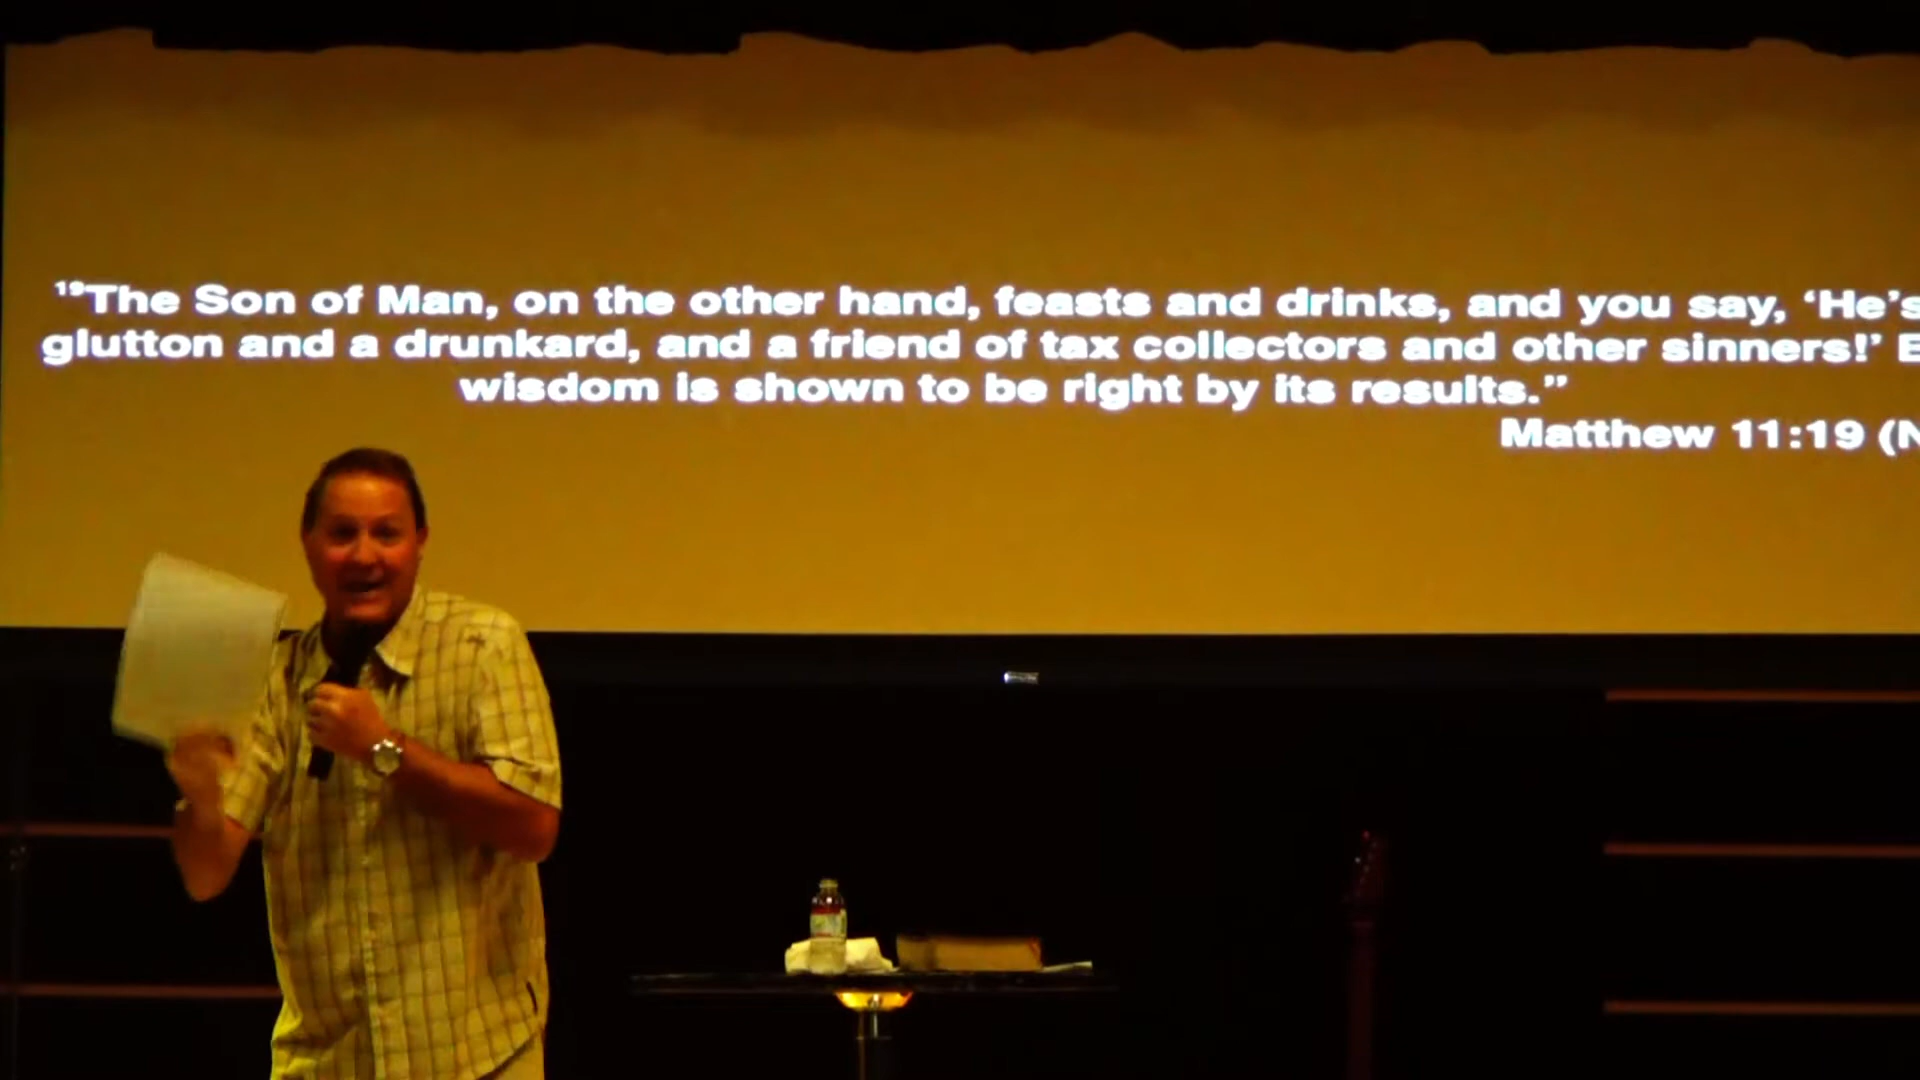 ¹⁹"The Son of Man, on the other hand, feasts and drinks, and you say, ‘He’s
glutton and a drunkard, and a friend of tax collectors and other sinners!’ E
wisdom is shown to be right by its results.”
Matthew 11:19 (N